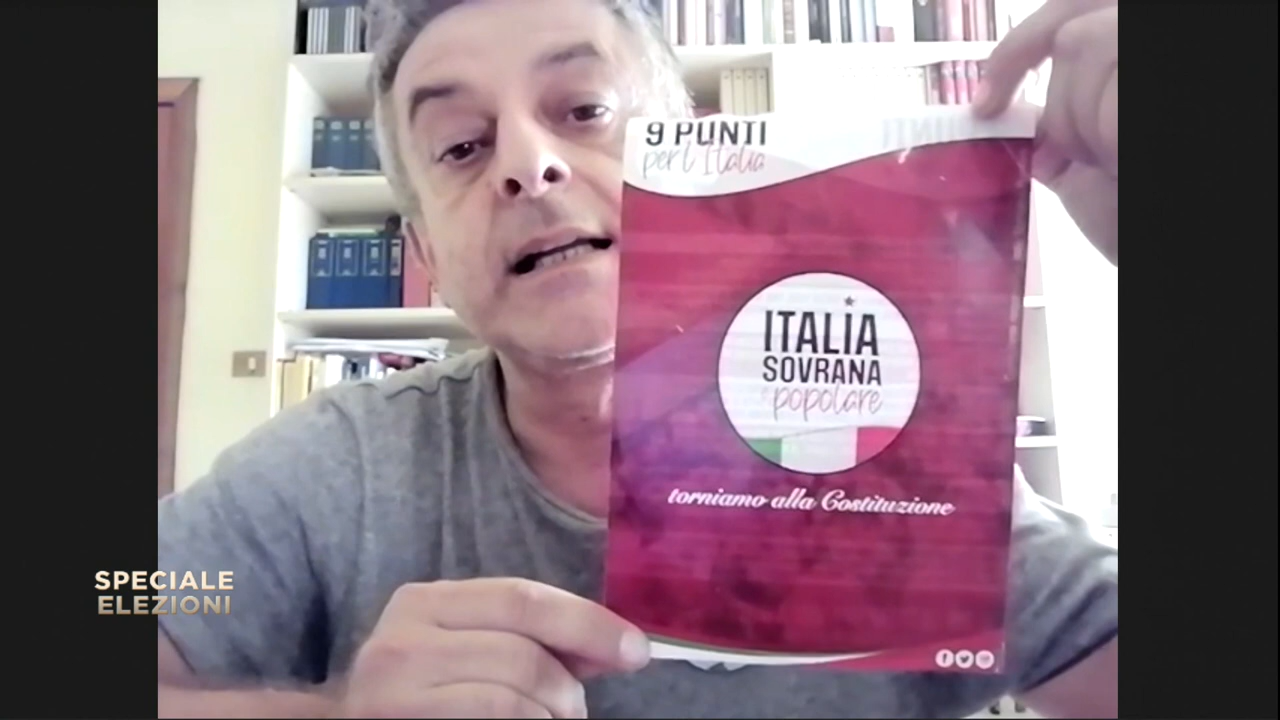 9 PUNTI
per l'Italia
ITALIA
SOVRANA
e popolare
torniamo alla Costituzione
SPECIALE
ELEZIONI